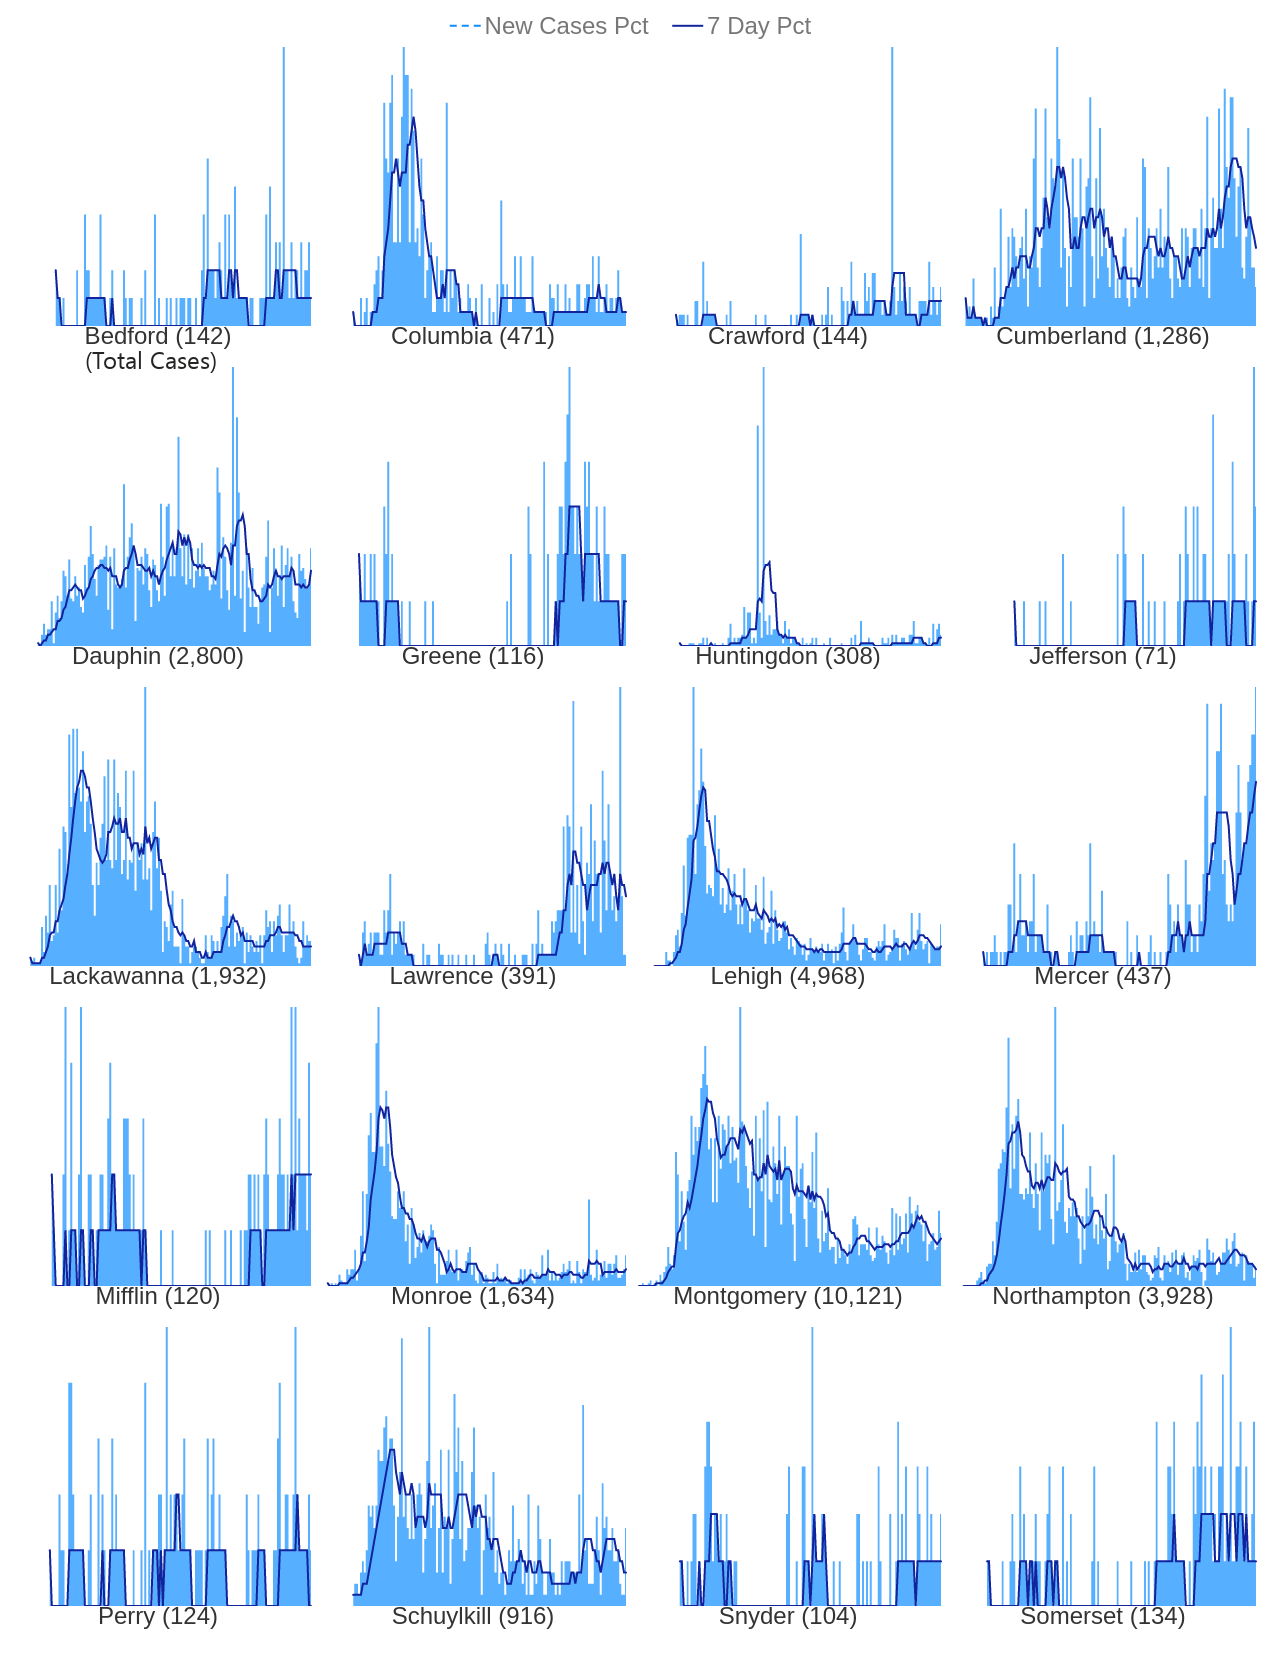 New Cases Pct 7 Day Pct
Bedford (142) Columbia (471) Crawford (144) Cumberland (1,286)
(Total Cases)
Dauphin (2,800) Greene (116) Huntingdon (308) Jefferson (71)
Lackawanna (1,932) Lawrence (391) Lehigh (4,968) Mercer (437)
Mifflin (120) Monroe (1,634) Montgomery (10,121) Northampton (3,928)
Perry (124) Schuylkill (916) Snyder (104) Somerset (134)